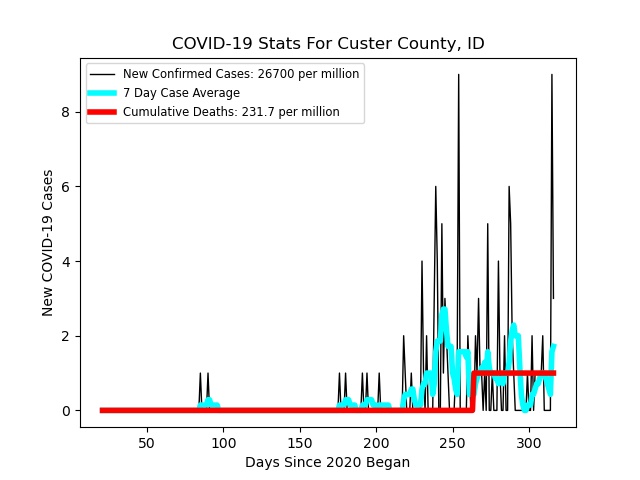 COVID-19 Stats For Custer County, ID
New Confirmed Cases: 26700 per million
7 Day Case Average
Cumulative Deaths: 231.7 per million
New COVID-19 Cases
8
6
4
2
0
50 100 150 200 250 300
Days Since 2020 Began